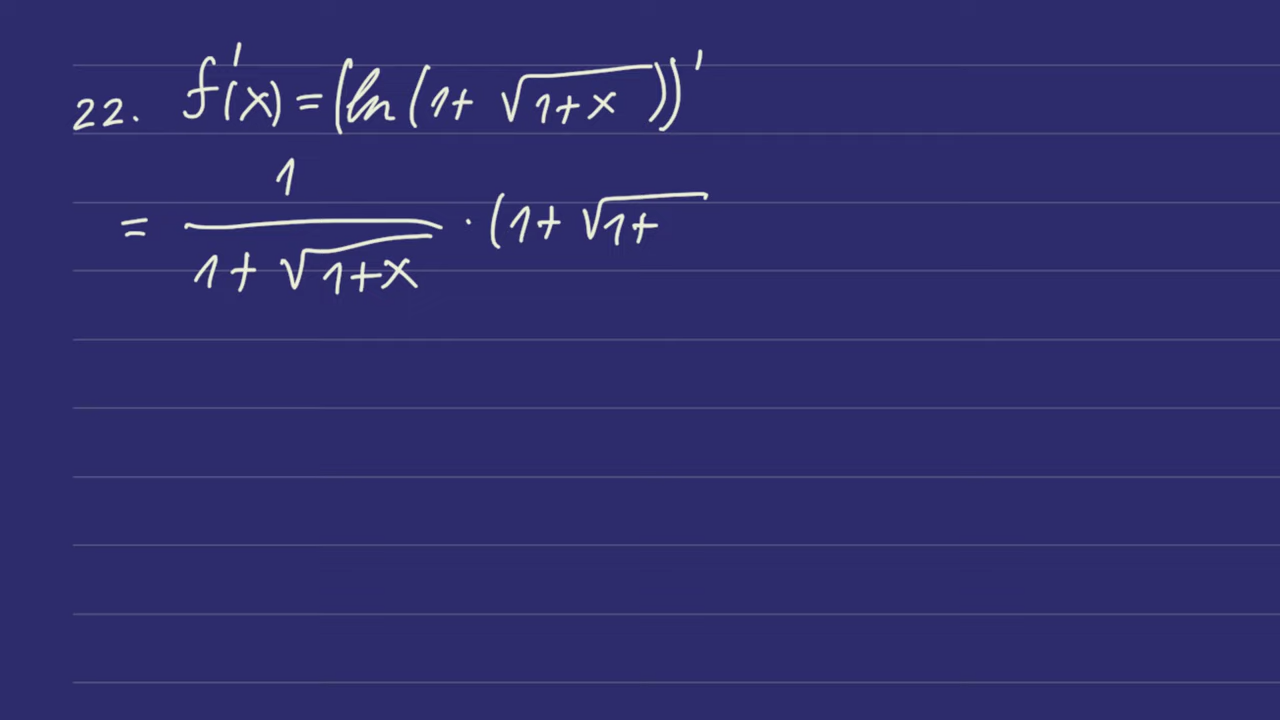 22. f'(x) = (ln(1+ √(1+x)))'
= 1/(1+ √(1+x)) · (1+ √(1+